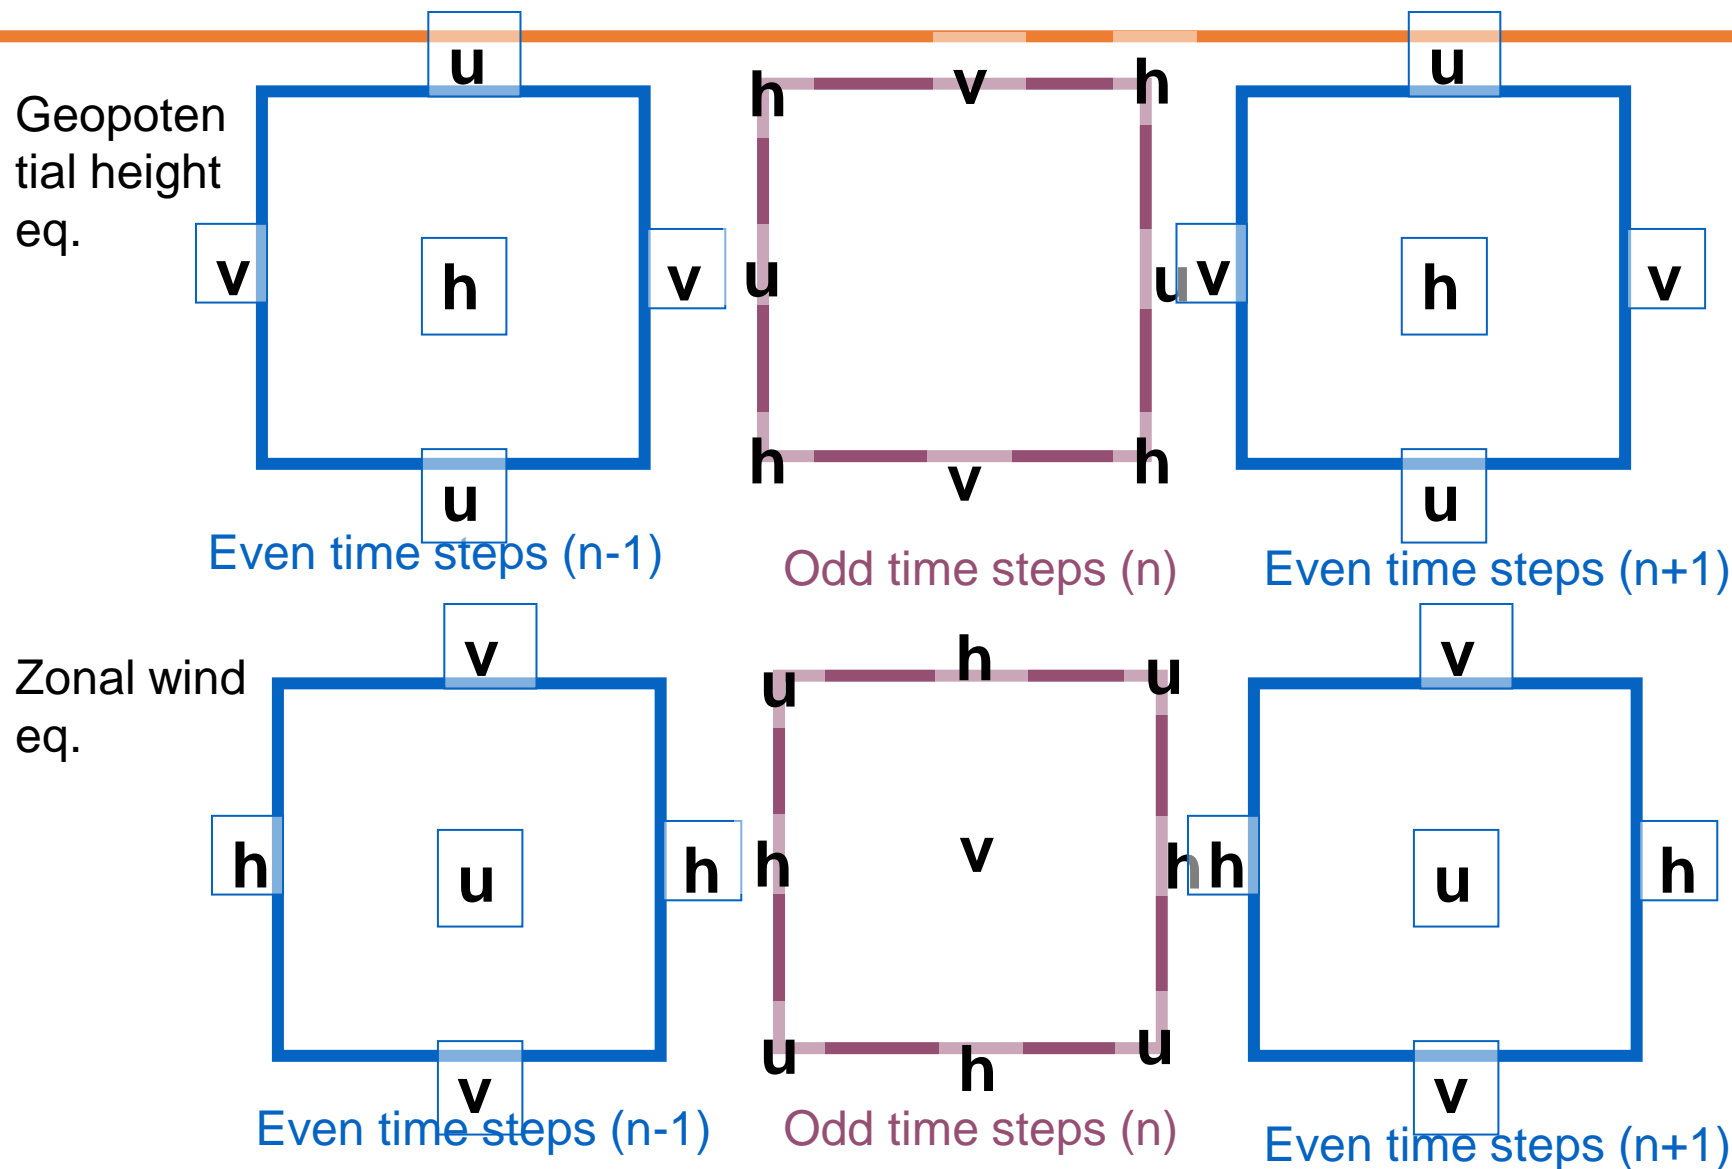 u
h v h
u
Geopoten
tial height
eq.
v h v u u v h v
h v h
u
u
Even time steps (n-1)
Odd time steps (n)
Even time steps (n+1)
v
h
v
Zonal wind
eq.
u u
h u h h v h h u h
u h u
v
v
Even time steps (n-1)
Odd time steps (n)
Even time steps (n+1)